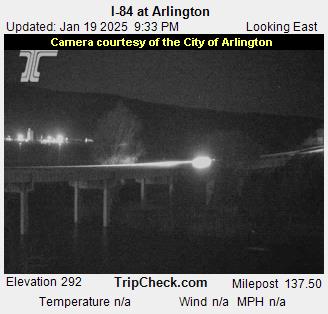 I-84 at Arlington
Updated: Jan 19 2025 9:33 PM Looking East
Camera courtesy of the City of Arlington
Elevation 292 TripCheck.com Milepost 137.50
Temperature n/a Wind n/a MPH n/a